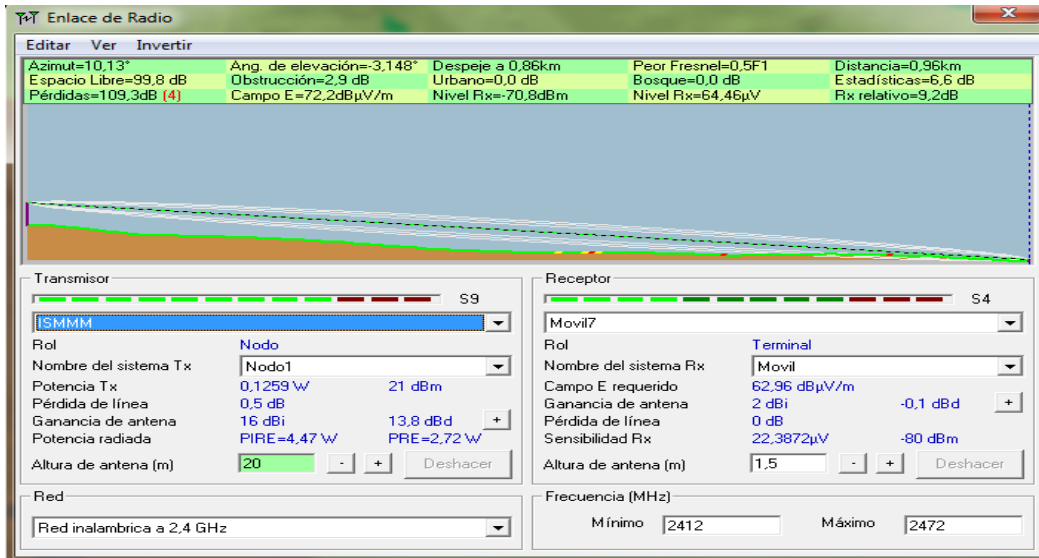 Enlace de Radio
Editar Ver Invertir
Azimut=10,13° Ang. de elevación=-3,148° Despeje a 0,86km Peor Fresnel=0,5F1 Distancia=0,96km
Espacio Libre=99,8 dB Obstrucción=2,9 dB Urbano=0,0 dB Bosque=0,0 dB Estadísticas=6,6 dB
Pérdidas=109,3dB (4) Campo E=72,2dBµV/m Nivel Rx=-70,8dBm Nivel Rx=64,46µV Rx relativo=9,2dB
Transmisor
S9
ISMMM
Rol Nodo
Nombre del sistema Tx Nodo1
Potencia Tx 0,1259 W 21 dBm
Pérdida de línea 0,5 dB
Ganancia de antena 16 dBi 13,8 dBd +
Potencia radiada PIRE=4,47 W PRE=2,72 W
Altura de antena (m) 20 - + Deshacer
Receptor
S4
Movil7
Rol Terminal
Nombre del sistema Rx Movil
Campo E requerido 62,96 dBµV/m
Ganancia de antena 2 dBi -0,1 dBd +
Pérdida de línea 0 dB
Sensibilidad Rx 22,3872µV -80 dBm
Altura de antena (m) 1,5 - + Deshacer
Red
Red inalambrica a 2,4 GHz
Frecuencia (MHz)
Mínimo 2412 Máximo 2472